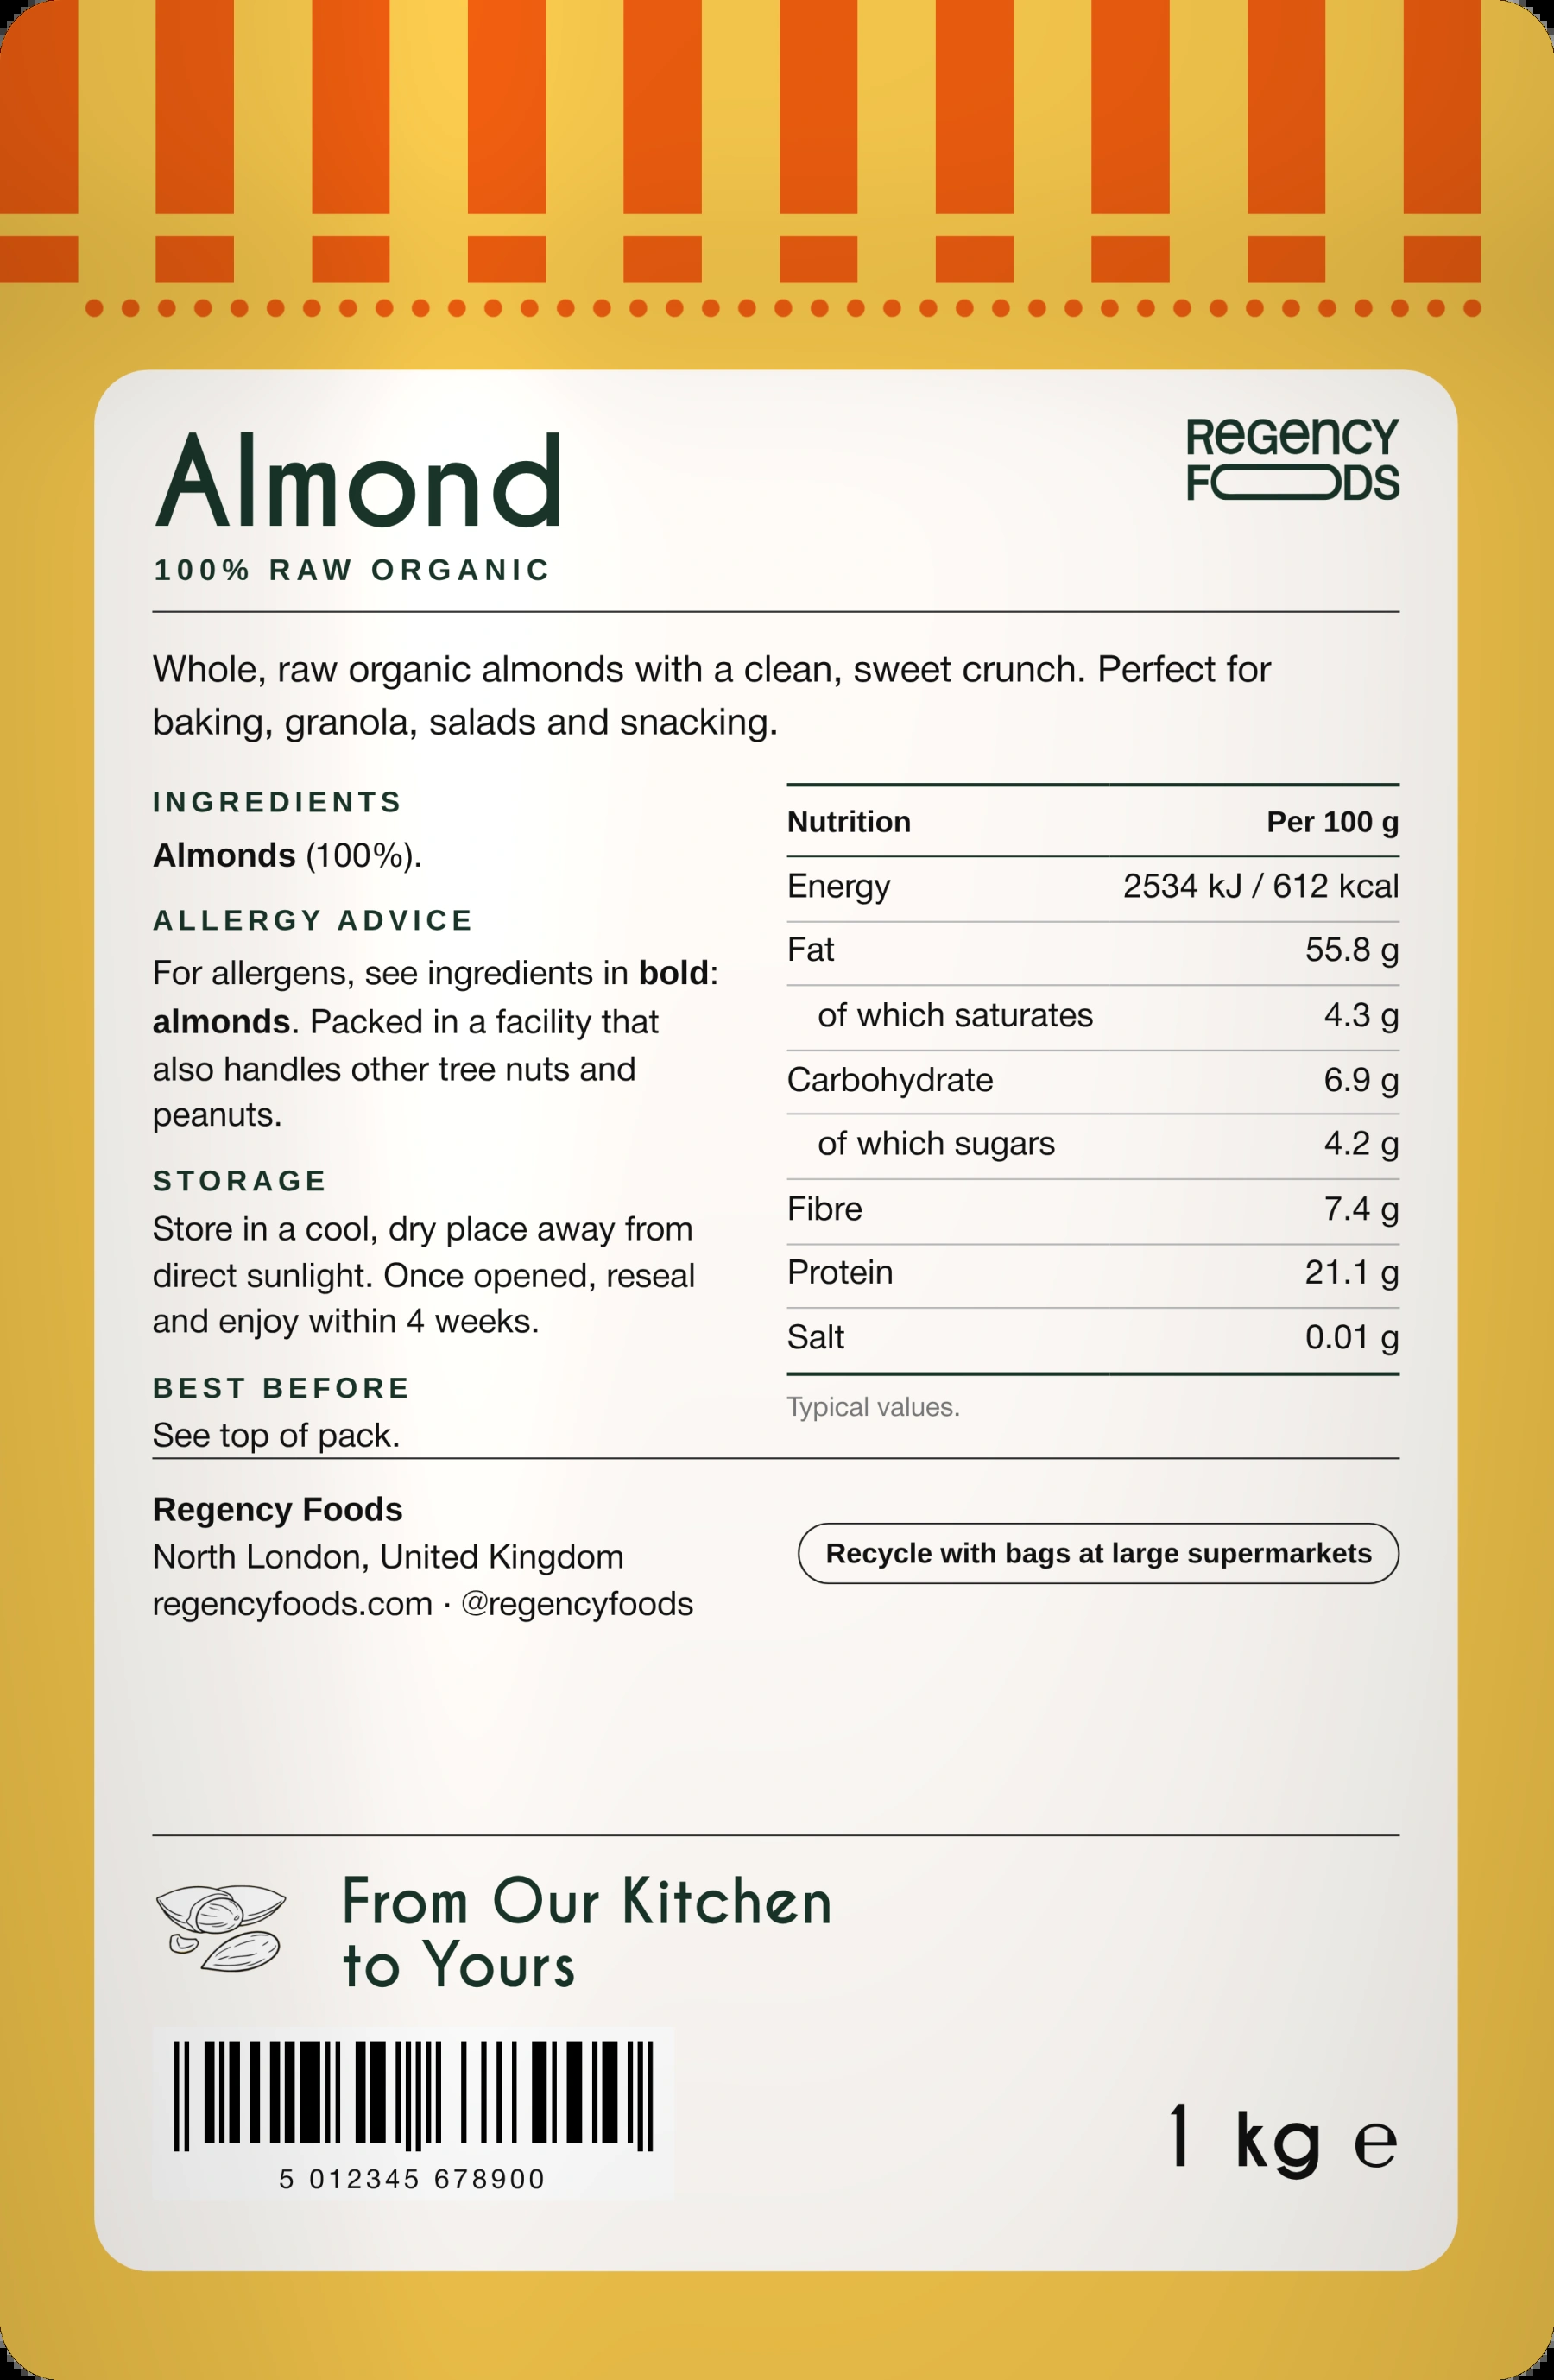 Almond
REGENCY
FOODS
100% RAW ORGANIC
Whole, raw organic almonds with a clean, sweet crunch. Perfect for
baking, granola, salads and snacking.
INGREDIENTS
Almonds (100%).
ALLERGY ADVICE
For allergens, see ingredients in bold:
almonds. Packed in a facility that
also handles other tree nuts and
peanuts.
STORAGE
Store in a cool, dry place away from
direct sunlight. Once opened, reseal
and enjoy within 4 weeks.
BEST BEFORE
See top of pack.
Nutrition Per 100 g
Energy 2534 kJ / 612 kcal
Fat 55.8 g
of which saturates 4.3 g
Carbohydrate 6.9 g
of which sugars 4.2 g
Fibre 7.4 g
Protein 21.1 g
Salt 0.01 g
Typical values.
Regency Foods
North London, United Kingdom
regencyfoods.com · @regencyfoods
Recycle with bags at large supermarkets
From Our Kitchen
to Yours
5 012345 678900
1 kg ℮